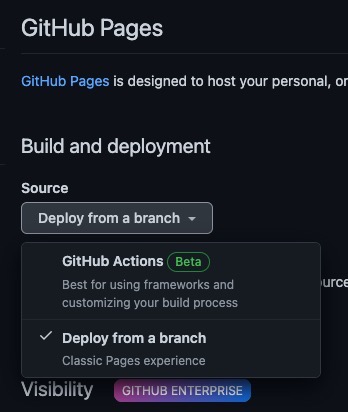 GitHub Pages
GitHub Pages is designed to host your personal, or
Build and deployment
Source
Deploy from a branch
GitHub Actions Beta
Best for using frameworks and
customizing your build process
Deploy from a branch
Classic Pages experience
Visibility GITHUB ENTERPRISE